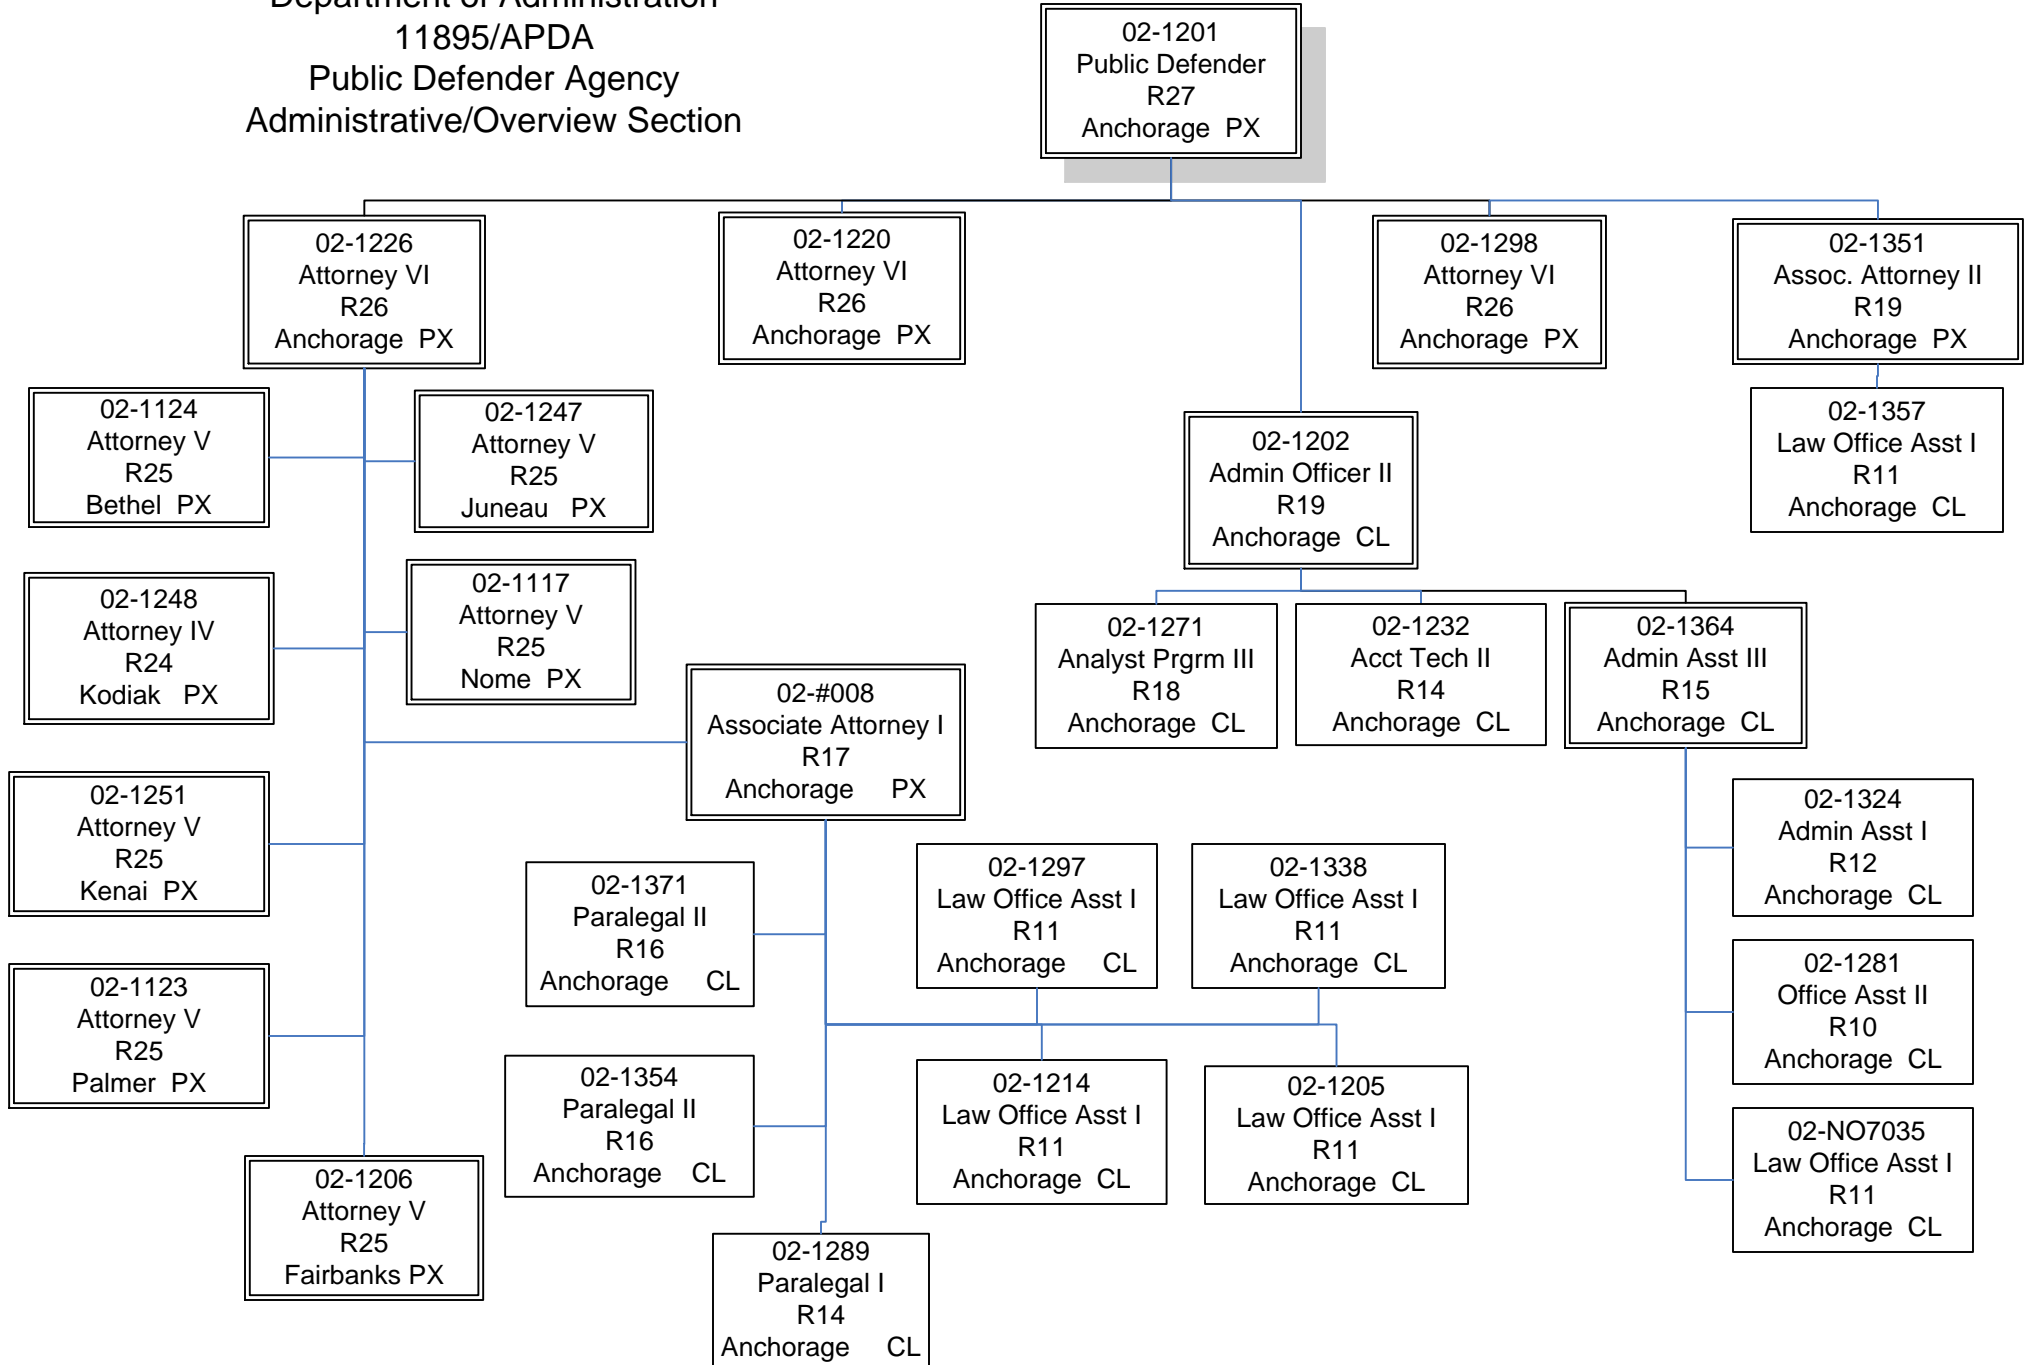 Department of Administration
11895/APDA
Public Defender Agency
Administrative/Overview Section
02-1201
Public Defender
R27
Anchorage PX
02-1226
Attorney VI
R26
Anchorage PX
02-1220
Attorney VI
R26
Anchorage PX
02-1298
Attorney VI
R26
Anchorage PX
02-1351
Assoc. Attorney II
R19
Anchorage PX
02-1124
Attorney V
R25
Bethel PX
02-1247
Attorney V
R25
Juneau PX
02-1202
Admin Officer II
R19
Anchorage CL
02-1357
Law Office Asst I
R11
Anchorage CL
02-1248
Attorney IV
R24
Kodiak PX
02-1117
Attorney V
R25
Nome PX
02-#008
Associate Attorney I
R17
Anchorage PX
02-1271
Analyst Prgrm III
R18
Anchorage CL
02-1232
Acct Tech II
R14
Anchorage CL
02-1364
Admin Asst III
R15
Anchorage CL
02-1251
Attorney V
R25
Kenai PX
02-1371
Paralegal II
R16
Anchorage CL
02-1297
Law Office Asst I
R11
Anchorage CL
02-1338
Law Office Asst I
R11
Anchorage CL
02-1324
Admin Asst I
R12
Anchorage CL
02-1123
Attorney V
R25
Palmer PX
02-1354
Paralegal II
R16
Anchorage CL
02-1214
Law Office Asst I
R11
Anchorage CL
02-1205
Law Office Asst I
R11
Anchorage CL
02-1281
Office Asst II
R10
Anchorage CL
02-NO7035
Law Office Asst I
R11
Anchorage CL
02-1206
Attorney V
R25
Fairbanks PX
02-1289
Paralegal I
R14
Anchorage CL